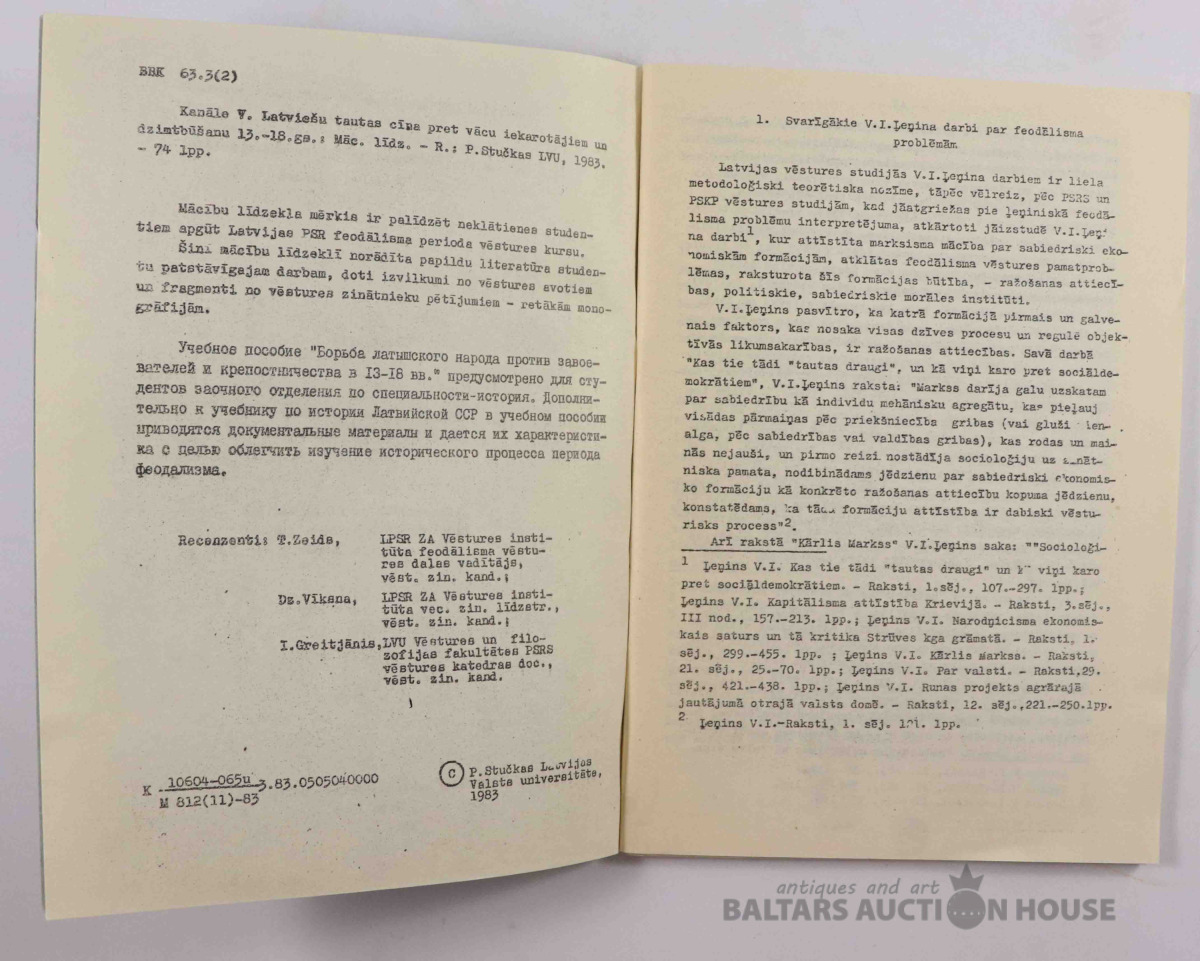 BBK 63.3(2)
Kanāle V. Latviešu tautas cīņa pret vācu iekarotājiem un
dzimtbūšanu 13.-18.gs.: Māc. līdz. - R.: P.Stučkas LVU, 1983.
- 74 lpp.
Mācību līdzekļa mērķis ir palīdzēt neklātienes studen-
tiem apgūt Latvijas PSR feodālisma perioda vēstures kursu.
Šinī mācību līdzeklī norādīta papildu literatūra studen-
tu patstāvīgajam darbam, doti izvilkumi no vēstures avotiem
un fragmenti no vēstures zinātnieku pētījumiem - retākām mono-
grāfijām.
Учебное пособие "Борьба латышского народа против завое-
вателей и крепостничества в 13-18 вв." предусмотрено для сту-
дентов заочного отделения по специальности-история. Дополни-
тельно к учебнику по истории Латвийской ССР в учебном пособии
приводятся документальные материалы и дается их характеристи-
ка с целью облегчить изучение исторического процесса периода
феодализма.
Recenzenti: T.Zeids, LPSR ZA Vēstures insti-
tūta feodālisma vēstu-
res daļas vadītājs,
vēst. zin. kand.;
Dz.Vīksna, LPSR ZA Vēstures insti-
tūta vec. zin. līdzstr.,
vēst. zin. kand.;
I.Greitjānis, LVU Vēstures un filo-
zofijas fakultātes PSRS
vēstures katedras doc.,
vēst. zin. kand.
K 10604-065u 3.83.0505040000
M 812(11)-83
© P.Stučkas Latvijas
Valsts universitāte,
1983
1. Svarīgākie V.I.Ļeņina darbi par feodālisma
problēmām
Latvijas vēstures studijās V.I.Ļeņina darbiem ir liela
metodoloģiski teorētiska nozīme, tāpēc vēlreiz, pēc PSRS un
PSKP vēstures studijām, kad jāatgriežas pie ļeņiniskā feodā-
lisma problēmu interpretējuma, atkārtoti jāizstudē V.I.Ļeņi-
na darbi1, kur attīstīta marksisma mācība par sabiedriski eko-
nomiskām formācijām, atklātas feodālisma vēstures pamatprob-
lēmas, raksturota šīs formācijas būtība, - ražošanas attiecī-
bas, politiskie, sabiedriskie morāles institūti.
V.I.Ļeņins pasvītro, ka katrā formācijā pirmais un galve-
nais faktors, kas nosaka visas dzīves procesu un regulē objek-
tīvās likumsakarības, ir ražošanas attiecības. Savā darbā
"Kas tie tādi "tautas draugi", un kā viņi karo pret sociālde-
mokrātiem", V.I.Ļeņins raksta: "Markss darīja galu uzskatam
par sabiedrību kā indivīdu mehānisku agregātu, kas pieļauj
visādas pārmaiņas pēc priekšniecība gribas (vai gluži vien-
alga, pēc sabiedrības vai valdības gribas), kas rodas un mai-
nās nejauši, un pirmo reizi nostādīja socioloģiju uz zināt-
niska pamata, nodibinādams jēdzienu par sabiedriski ekonomis-
ko formāciju kā konkrēto ražošanas attiecību kopuma jēdzienu,
konstatēdams, ka tādu formāciju attīstība ir dabiski vēstu-
risks process"2.
Arī rakstā "Kārlis Markss" V.I.Ļeņins saka: ""Socioloģi-
1 Ļeņins V.I. Kas tie tādi "tautas draugi" un kā viņi karo
pret sociāldemokrātiem. - Raksti, 1.sēj., 107.-297. lpp.;
Ļeņins V.I. Kapitālisma attīstība Krievijā. - Raksti, 3.sēj.,
III nod., 157.-213. lpp.; Ļeņins V.I. Narodņicisma ekonomis-
kais saturs un tā kritika Strūves kga grāmatā. - Raksti, 1.
sēj., 299.-455. lpp. ; Ļeņins V.I. Kārlis Markss. - Raksti,
21. sēj., 25.-70. lpp.; Ļeņins V.I. Par valsti. - Raksti,29.
sēj., 421.-438. lpp.; Ļeņins V.I. Runas projekts agrārajā
jautājumā otrajā valsts domē. - Raksti, 12. sēj.,221.-250.lpp.
2 Ļeņins V.I.-Raksti, 1. sēj. lpp.
antiques and art
BALTARS AUCTION HOUSE